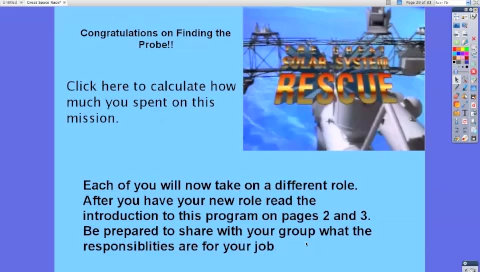 Congratulations on Finding the
Probe!!
THE GREAT
SOLAR SYSTEM
RESCUE
Click here to calculate how
much you spent on this
mission.
Each of you will now take on a different role.
After you have your new role read the
introduction to this program on pages 2 and 3.
Be prepared to share with your group what the
responsiblities are for your job